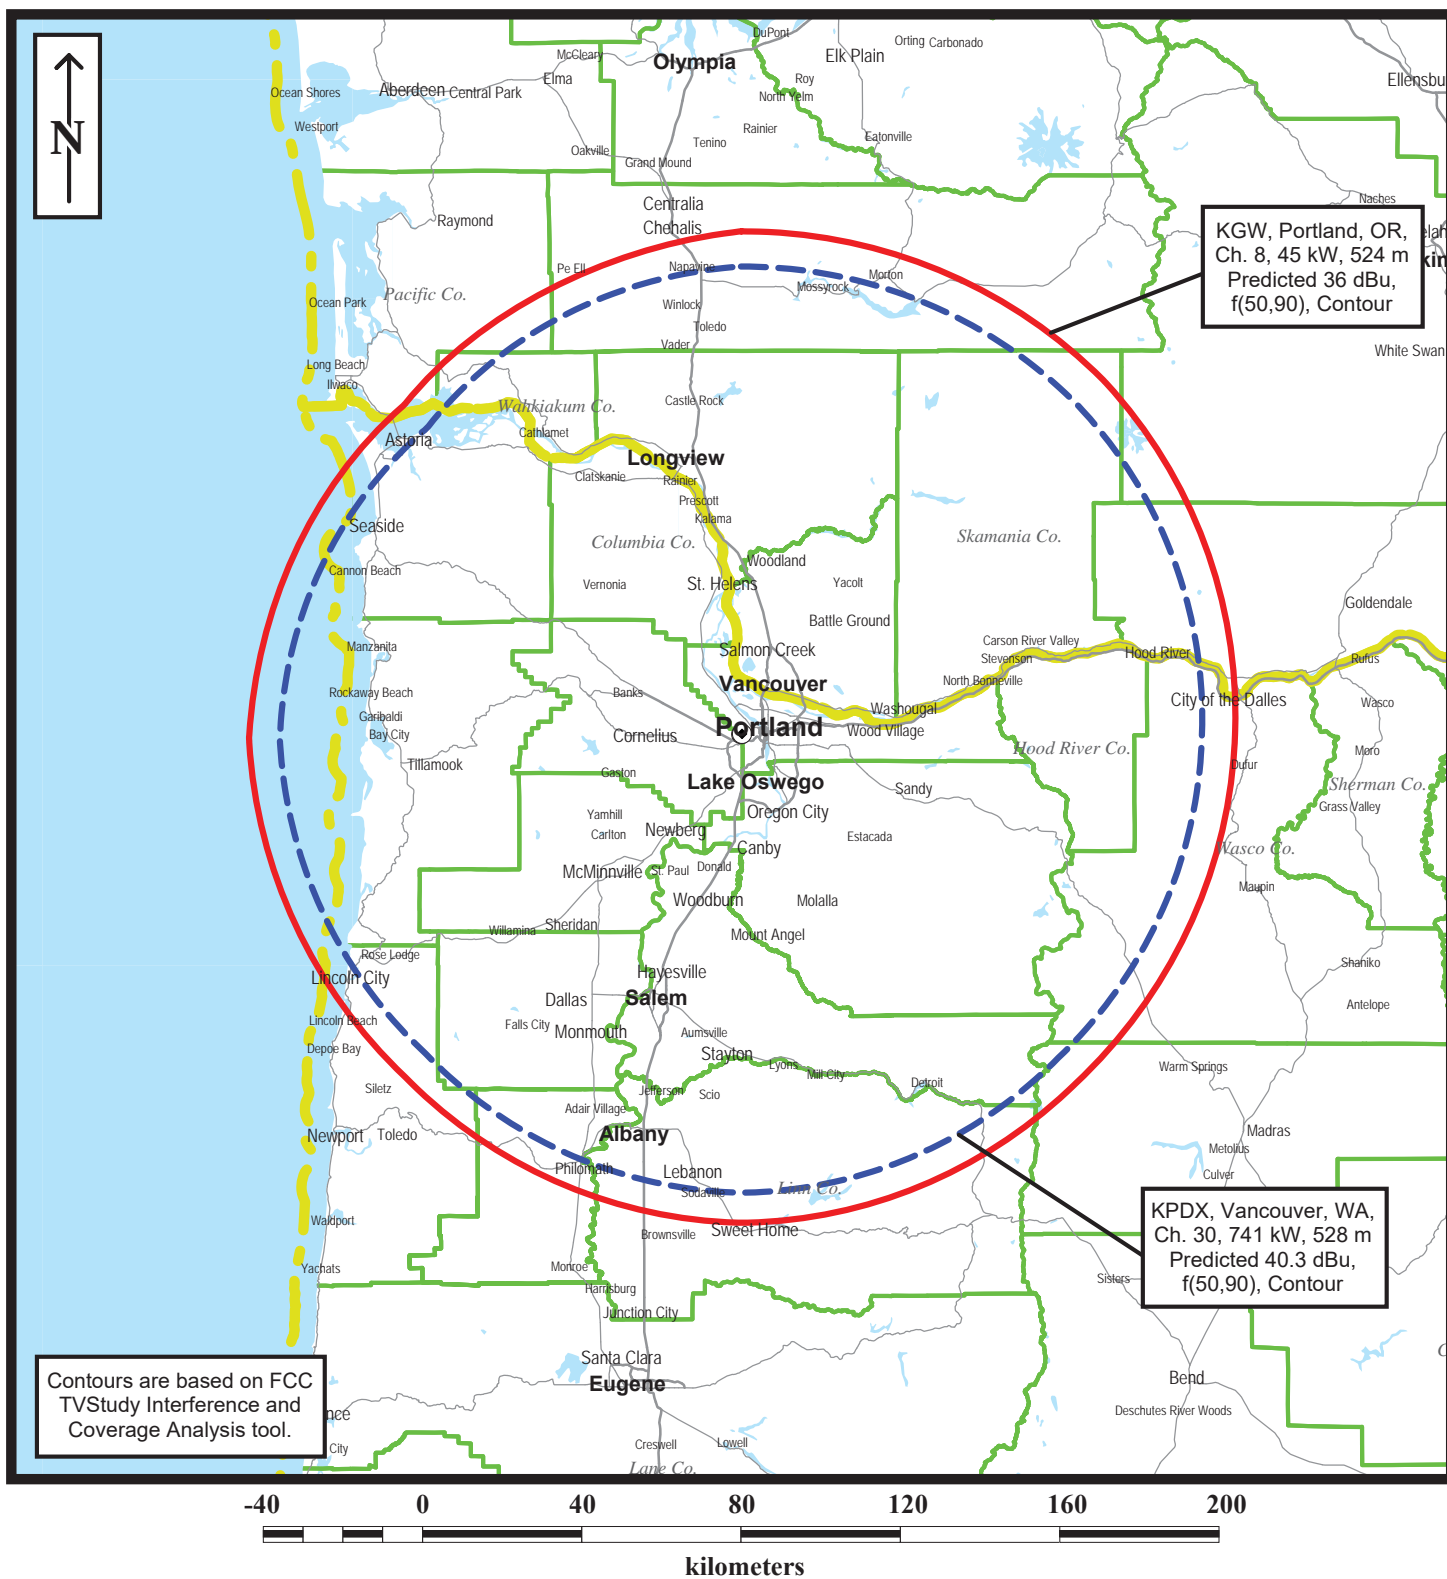 N
DuPont
McCleary
Olympia
Elk Plain
Orting Carbonado
Elma
Roy
Ellensbu
Ocean Shores
Aberdeen Central Park
North Yelm
Westport
Rainier
Eatonville
Oakville
Tenino
Grand Mound
Naches
Centralia
Raymond
Chehalis
KGW, Portland, OR,
Ch. 8, 45 kW, 524 m
Predicted 36 dBu,
f(50,90), Contour
elah
kin
Pe Ell
Napavine
Morton
Mossyrock
Pacific Co.
Ocean Park
Winlock
Toledo
Vader
White Swan
Long Beach
Ilwaco
Wahkiakum Co.
Castle Rock
Astoria
Cathlamet
Longview
Clatskanie
Rainier
Prescott
Kalama
Seaside
Columbia Co.
Skamania Co.
Cannon Beach
Woodland
Vernonia
St. Helens
Yacolt
Goldendale
Battle Ground
Manzanita
Salmon Creek
Carson River Valley
Stevenson
Hood River
Rufus
Vancouver
North Bonneville
Rockaway Beach
Banks
City of the Dalles
Wasco
Garibaldi
Washougal
Bay City
Cornelius
Portland
Wood Village
Hood River Co.
Moro
Tillamook
Gaston
Dufur
Lake Oswego
Sandy
Sherman Co.
Yamhill
Oregon City
Grass Valley
Carlton
Newberg
Estacada
Canby
Wasco Co.
McMinnville
St. Paul
Donald
Maupin
Woodburn
Molalla
Willamina
Sheridan
Mount Angel
Rose Lodge
Shaniko
Lincoln City
Hayesville
Dallas
Salem
Antelope
Lincoln Beach
Falls City
Monmouth
Aumsville
Depoe Bay
Stayton
Lyons
Mill City
Warm Springs
Siletz
Jefferson
Scio
Detroit
Adair Village
Newport
Toledo
Albany
Madras
Metolius
Philomath
Lebanon
Culver
Sodaville
Linn Co.
Waldport
Brownsville
Sweet Home
KPDX, Vancouver, WA,
Ch. 30, 741 kW, 528 m
Predicted 40.3 dBu,
f(50,90), Contour
Yachats
Monroe
Sisters
Harrisburg
Junction City
Santa Clara
Eugene
Bend
Contours are based on FCC
TVStudy Interference and
Coverage Analysis tool.
nce
City
Deschutes River Woods
Creswell
Lowell
Lane Co.
-40 0 40 80 120 160 200
kilometers